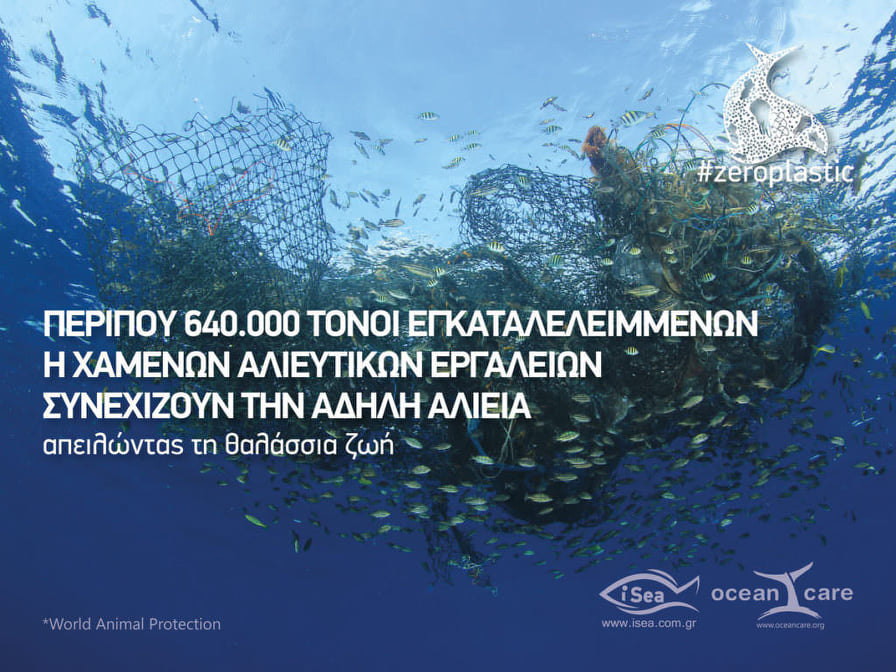 #zeroplastic
ΠΕΡΙΠΟΥ 640.000 ΤΟΝΟΙ ΕΓΚΑΤΑΛΕΛΕΙΜΜΕΝΩΝ
Η ΧΑΜΕΝΩΝ ΑΛΙΕΥΤΙΚΩΝ ΕΡΓΑΛΕΙΩΝ
ΣΥΝΕΧΙΖΟΥΝ ΤΗΝ ΑΔΗΛΗ ΑΛΙΕΙΑ
απειλώντας τη θαλάσσια ζωή
iSea
www.isea.com.gr
ocean care
www.oceancare.org
*World Animal Protection